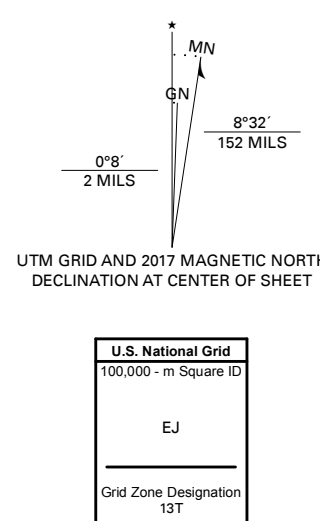 ★
MN
GN
8°32´
152 MILS
0°8´
2 MILS
UTM GRID AND 2017 MAGNETIC NORTH
DECLINATION AT CENTER OF SHEET
U.S. National Grid
100,000 - m Square ID
EJ
Grid Zone Designation
13T